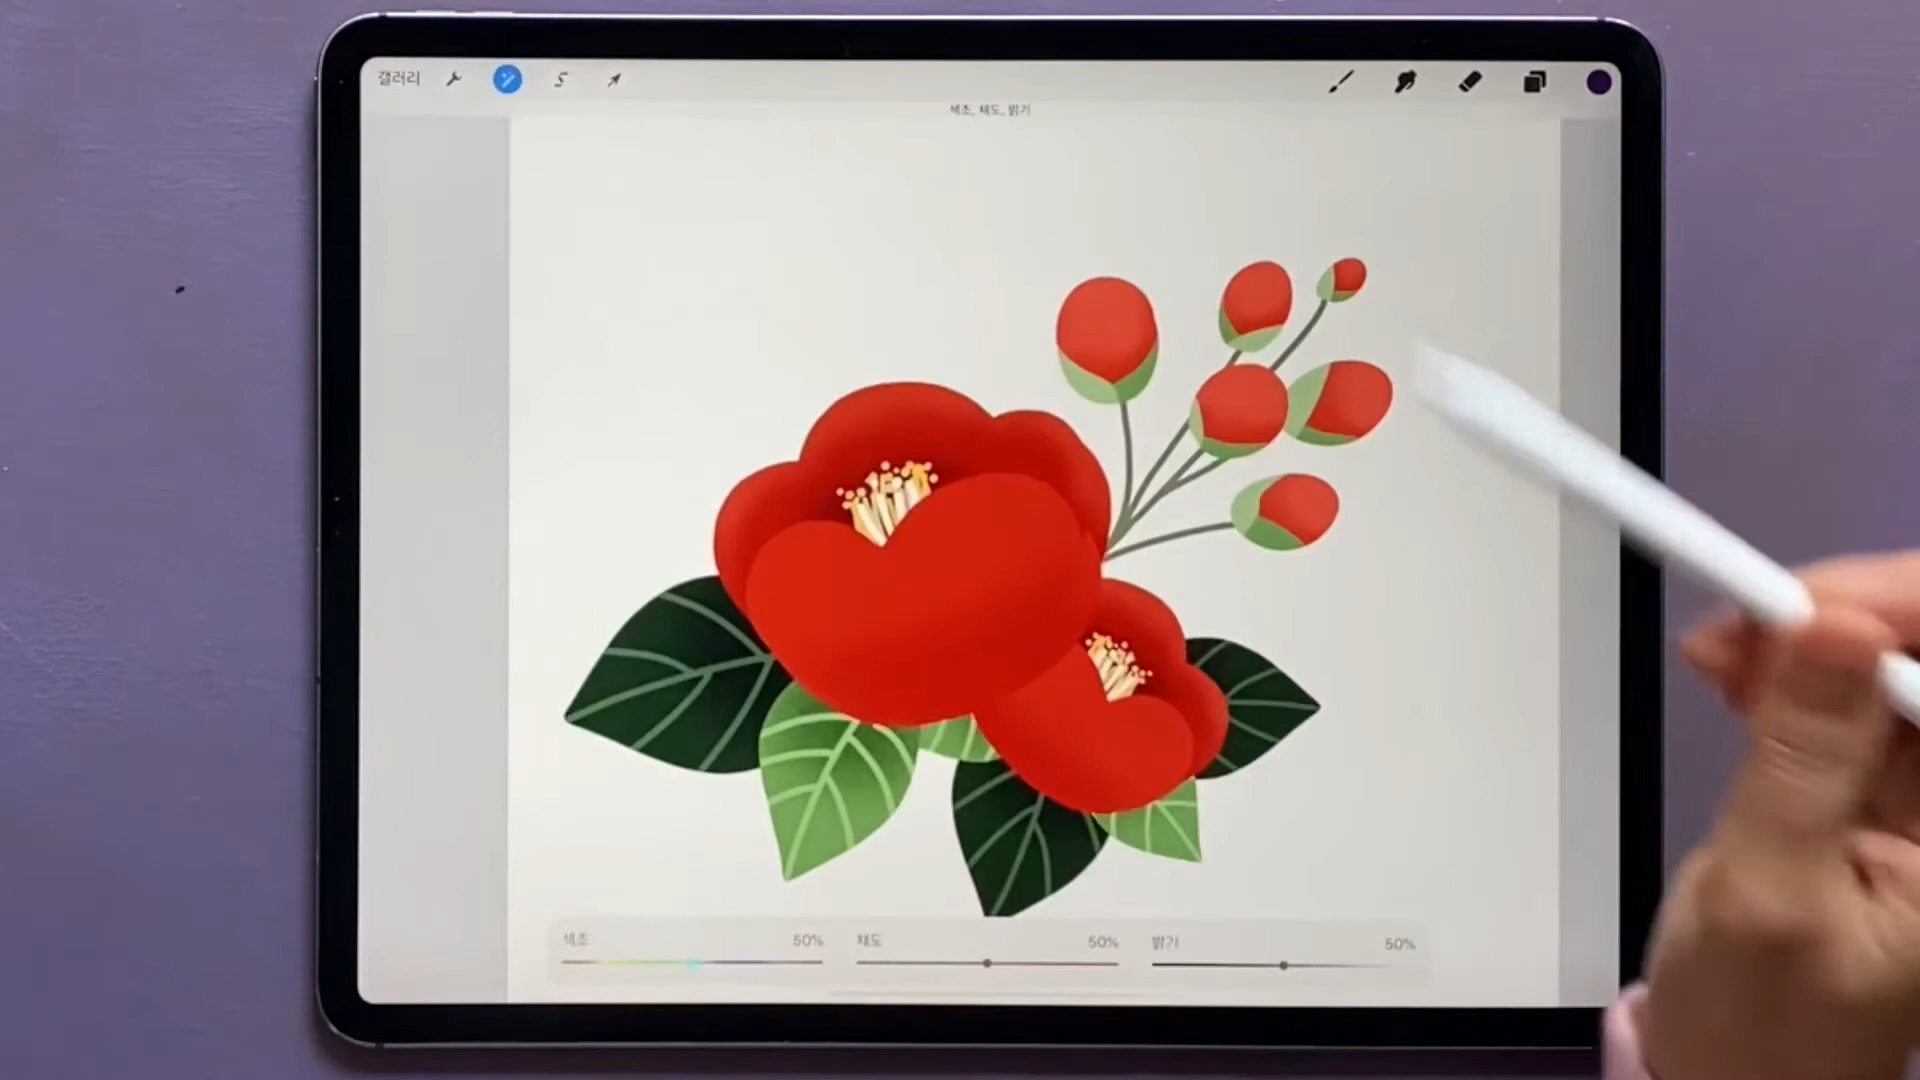 갤러리
색조, 채도, 밝기
색조 50% 채도 50% 밝기 50%